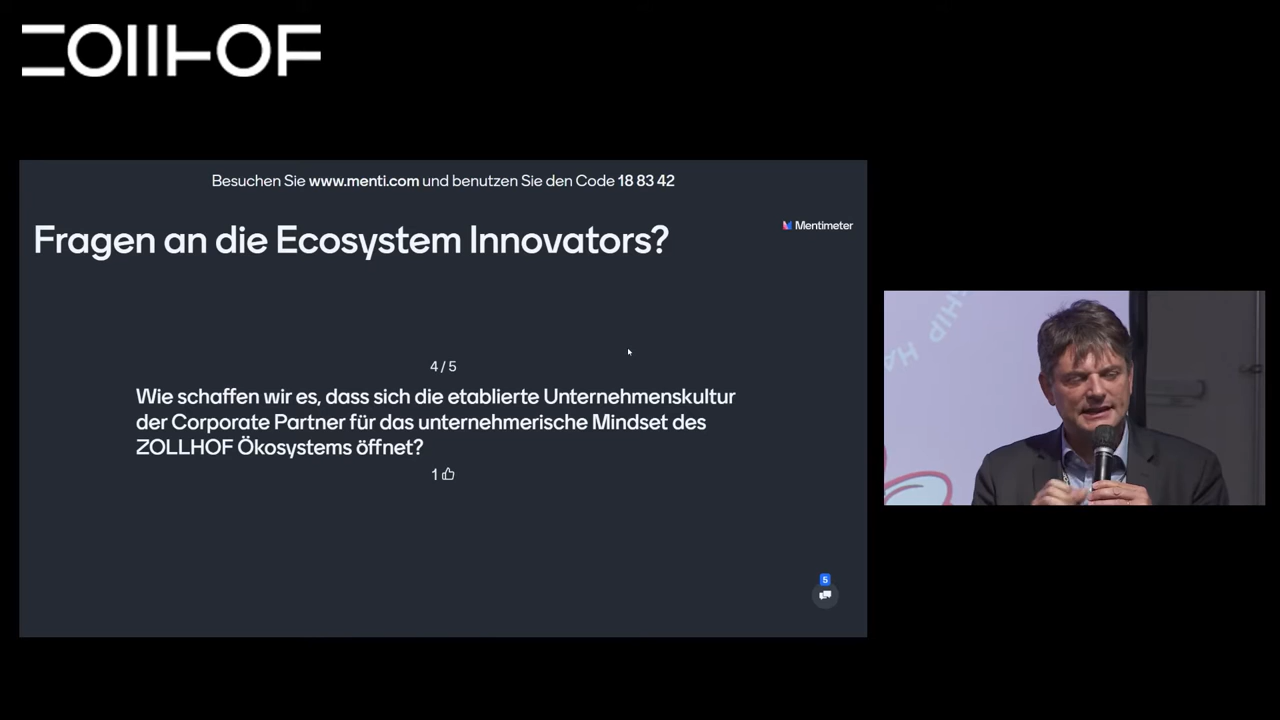 ZOLLHOF
Besuchen Sie www.menti.com und benutzen Sie den Code 18 83 42
Mentimeter
Fragen an die Ecosystem Innovators?
4 / 5
Wie schaffen wir es, dass sich die etablierte Unternehmenskultur
der Corporate Partner für das unternehmerische Mindset des
ZOLLHOF Ökosystems öffnet?
1
5